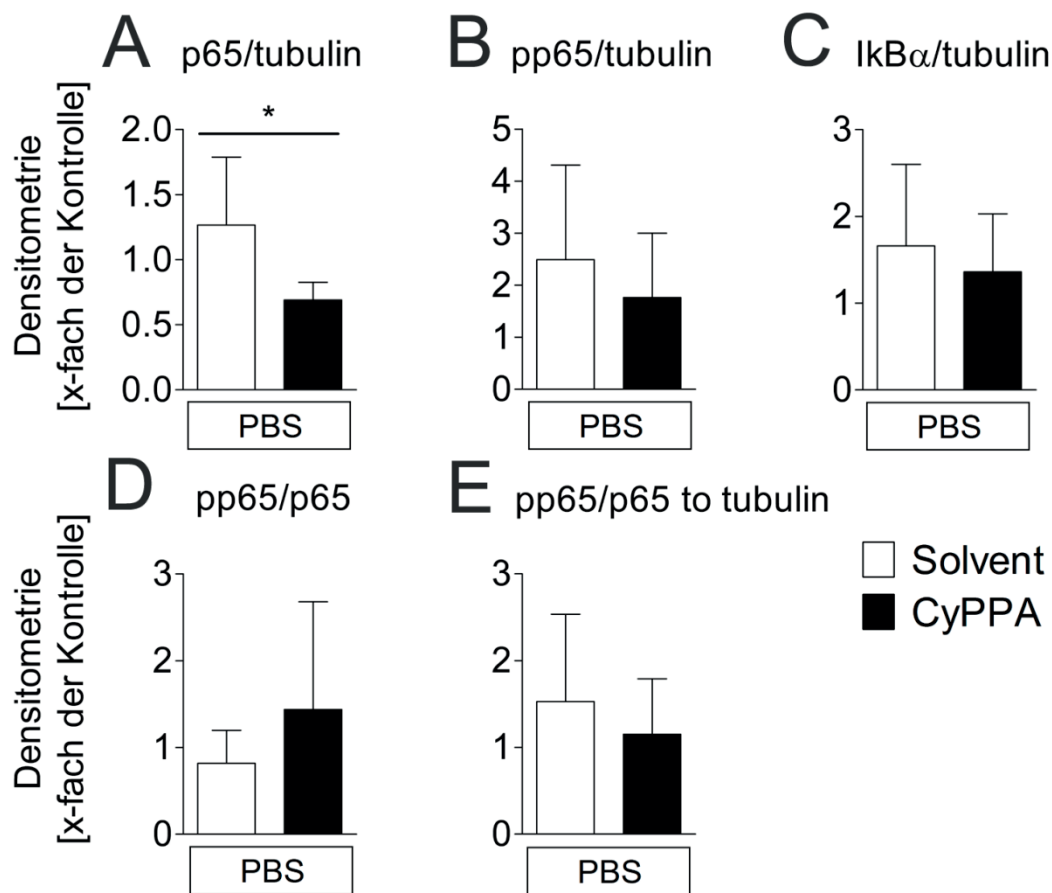 A p65/tubulin
B pp65/tubulin
C IkBα/tubulin
Densitometrie
[x-fach der Kontrolle]
*
2.0
1.5
1.0
0.5
0.0
PBS
5
4
3
2
1
0
PBS
3
2
1
0
PBS
D pp65/p65
E pp65/p65 to tubulin
Densitometrie
[x-fach der Kontrolle]
3
2
1
0
PBS
3
2
1
0
PBS
Solvent
CyPPA